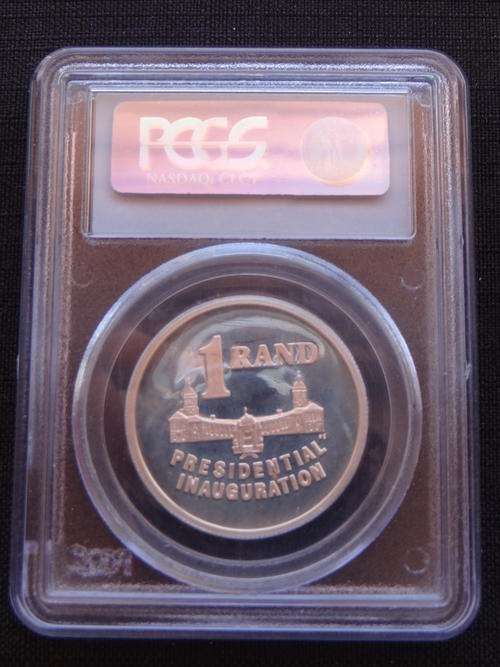 PCGS
NASDAQ: CLCT
1 RAND
PRESIDENTIAL
INAUGURATION